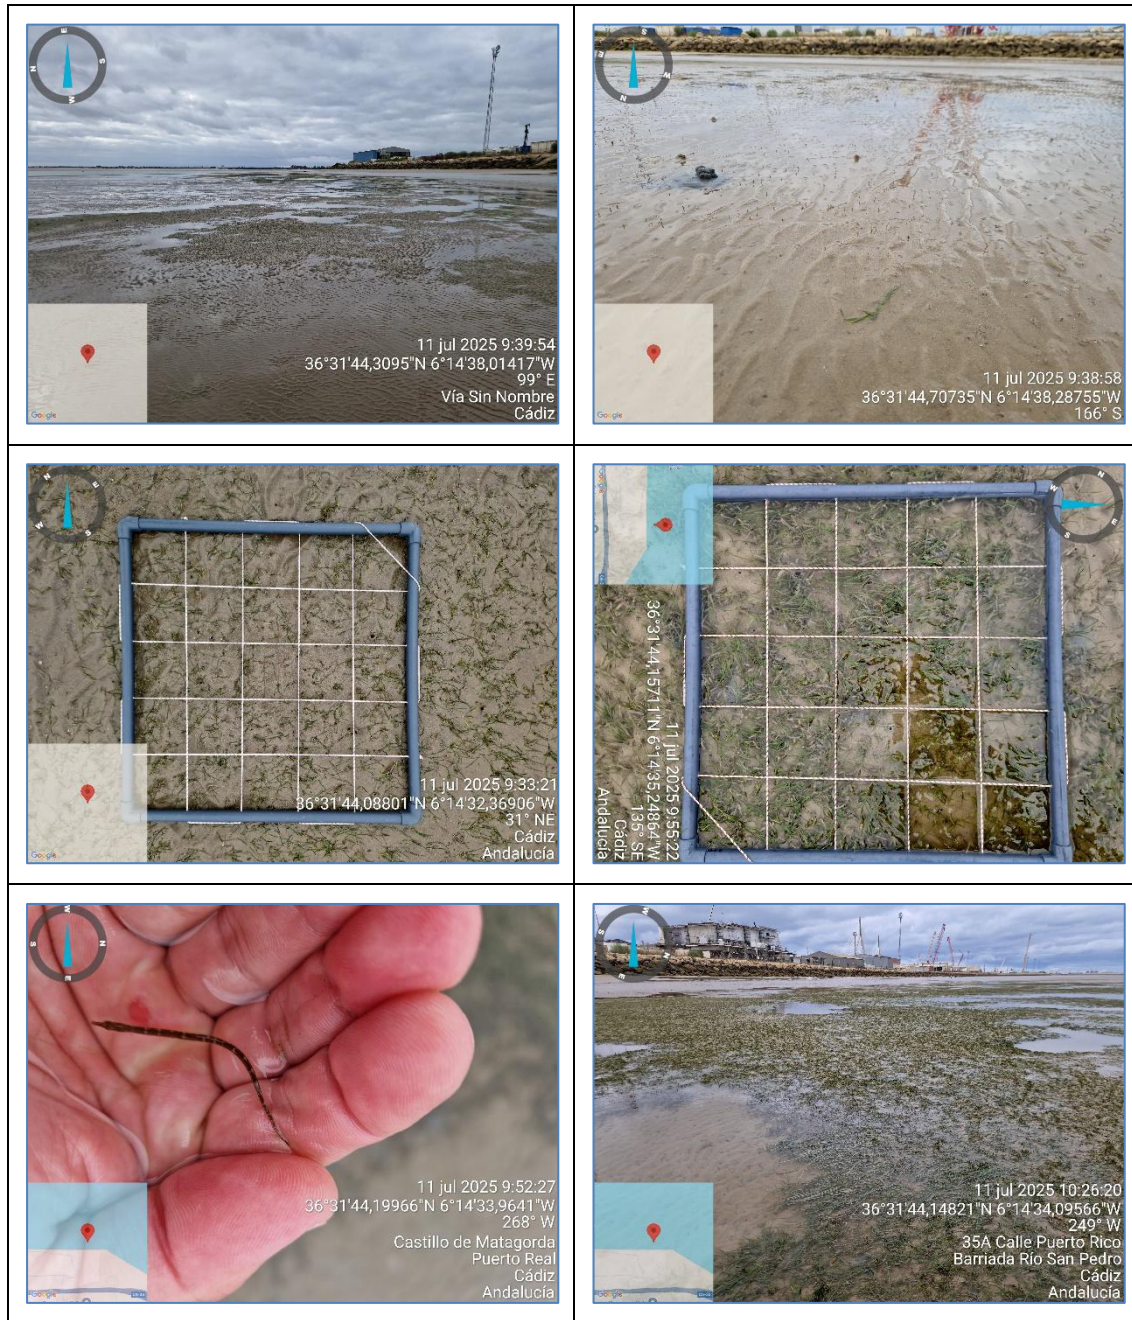 11 jul 2025 9:39:54
36°31'44,3095"N 6°14'38,01417"W
99° E
Vía Sin Nombre
Cádiz
Google
11 jul 2025 9:38:58
36°31'44,70735"N 6°14'38,28755"W
166° S
Google
11 jul 2025 9:33:21
36°31'44,08801"N 6°14'32,36906"W
31° NE
Cádiz
Andalucía
Google
11 jul 2025 9:55:22
36°31'44,15711"N 6°14'35,24864"W
135° SE
Cádiz
Andalucía
11 jul 2025 9:52:27
36°31'44,19966"N 6°14'33,9641"W
268° W
Castillo de Matagorda
Puerto Real
Cádiz
Andalucía
Google
11 jul 2025 10:26:20
36°31'44,14821"N 6°14'34,09566"W
249° W
35A Calle Puerto Rico
Barriada Río San Pedro
Cádiz
Andalucía
Google